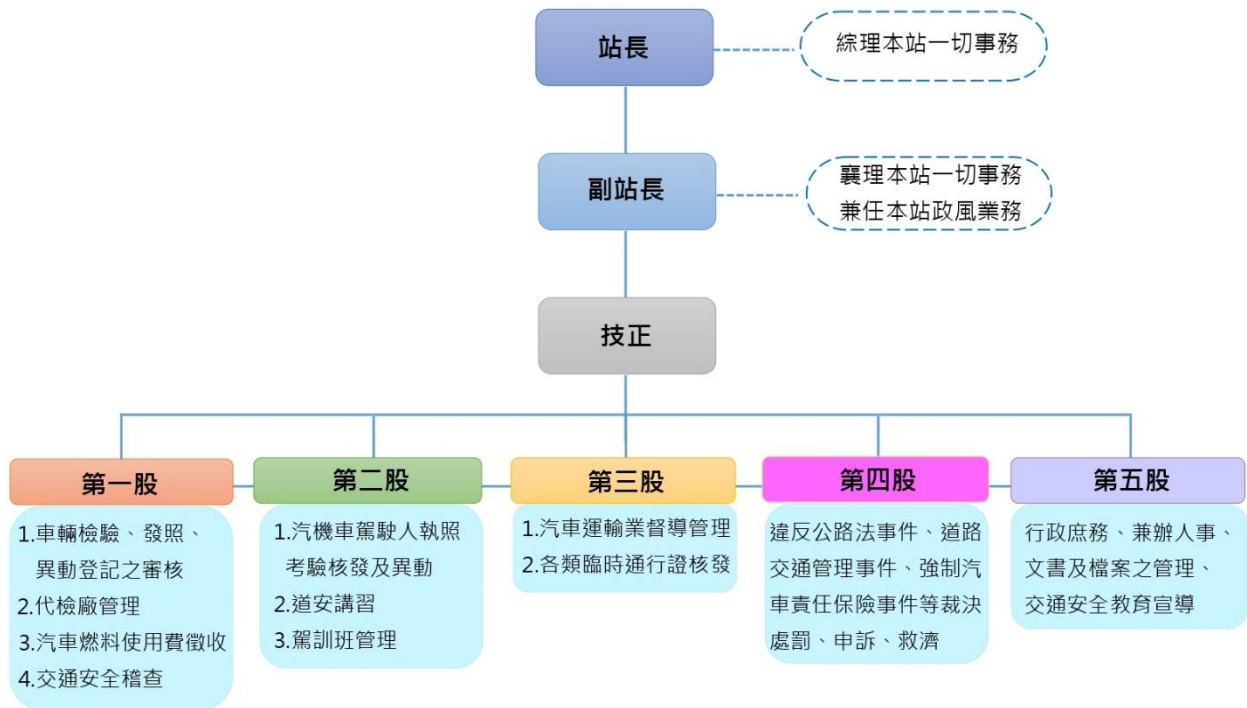 站長
綜理本站一切事務
副站長
襄理本站一切事務
兼任本站政風業務
技正
第一股
1.車輛檢驗、發照、
異動登記之審核
2.代檢廠管理
3.汽車燃料使用費徵收
4.交通安全稽查
第二股
1.汽機車駕駛人執照
考驗核發及異動
2.道安講習
3.駕訓班管理
第三股
1.汽車運輸業督導管理
2.各類臨時通行證核發
第四股
違反公路法事件、道路
交通管理事件、強制汽
車責任保險事件等裁決
處罰、申訴、救濟
第五股
行政庶務、兼辦人事、
文書及檔案之管理、
交通安全教育宣導